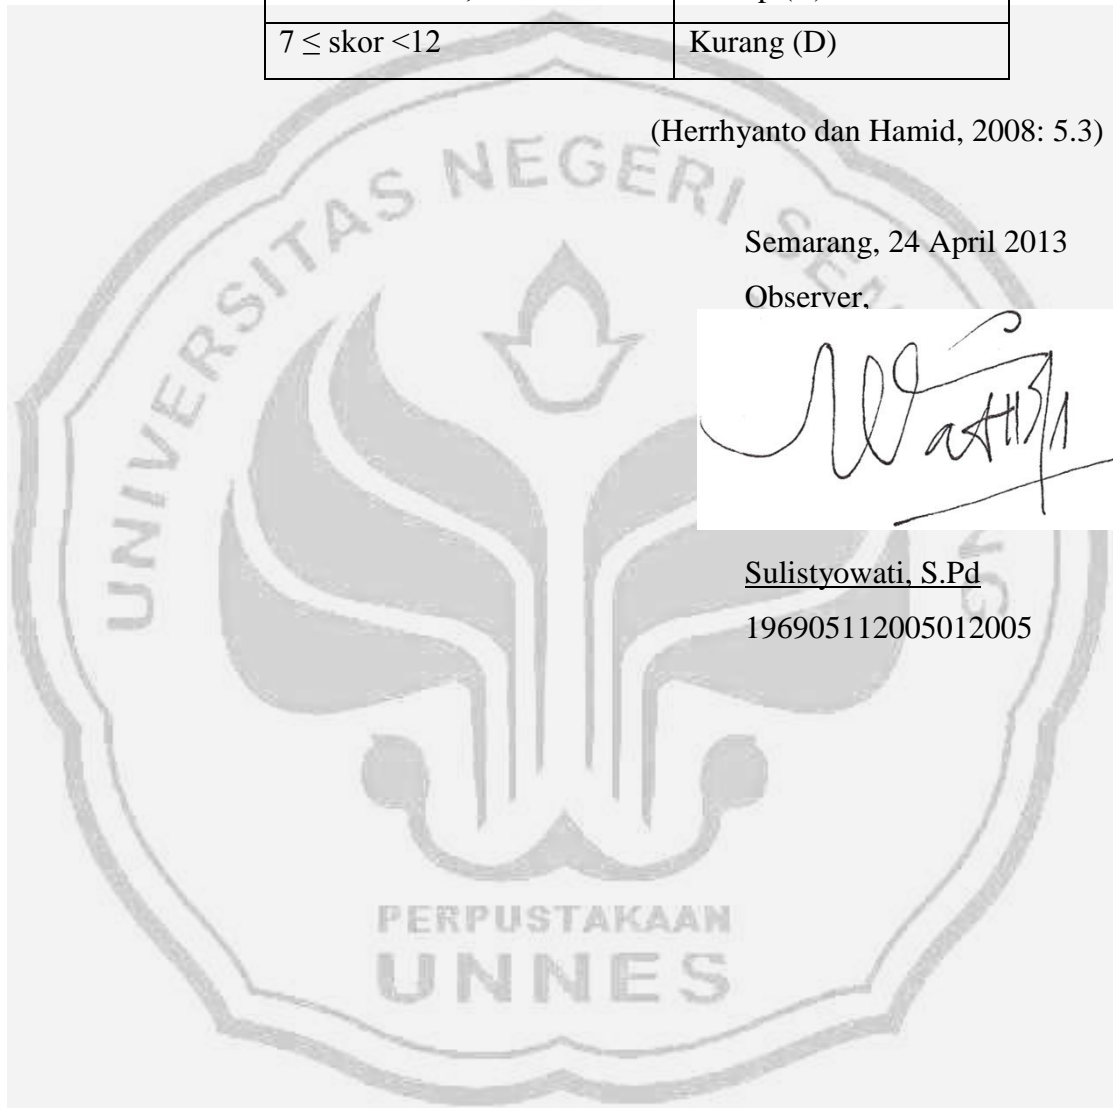 7 ≤ skor <12
Kurang (D)
(Herrhyanto dan Hamid, 2008: 5.3)
Semarang, 24 April 2013
Observer,
Sulistyowati, S.Pd
196905112005012005
UNIVERSITAS NEGERI
PERPUSTAKAAN
UNNES